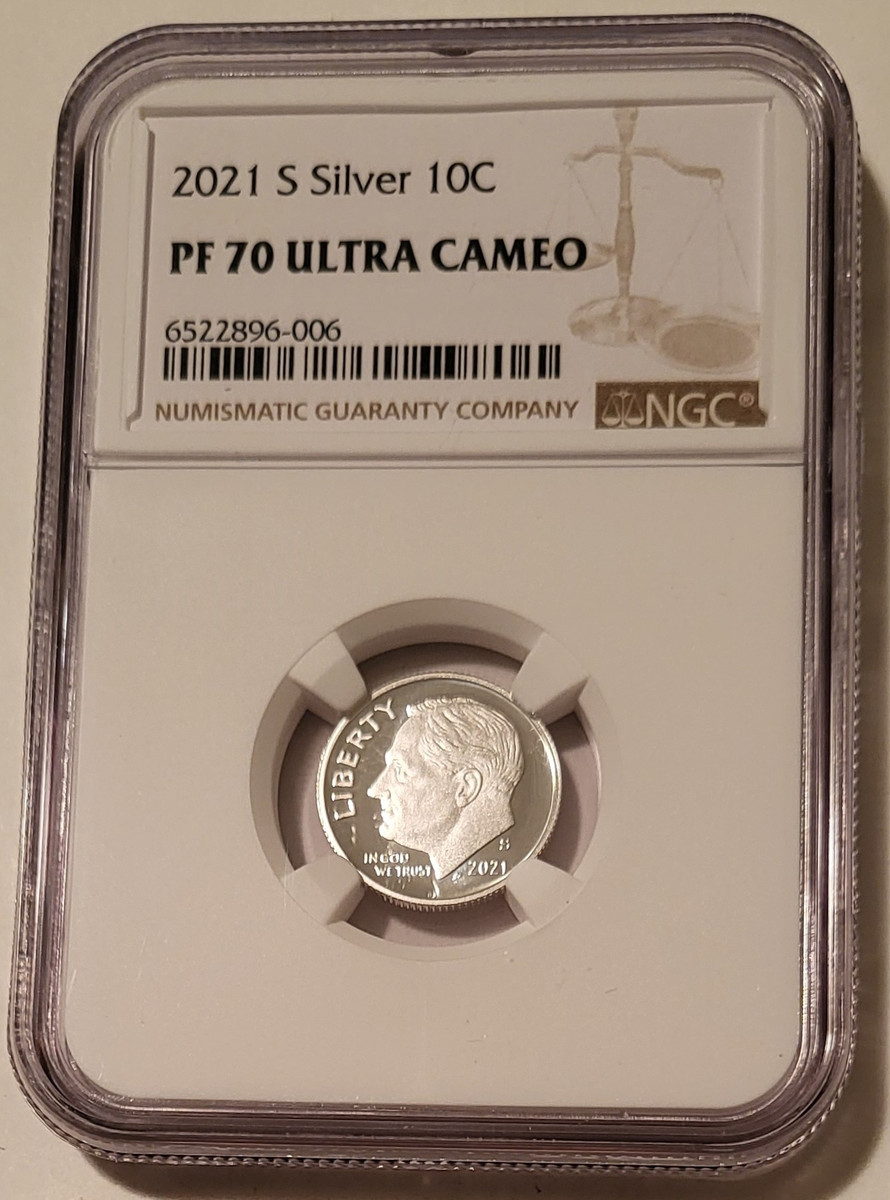 2021 S Silver 10C
PF 70 ULTRA CAMEO
6522896-006
NUMISMATIC GUARANTY COMPANY
NGC®
LIBERTY
IN GOD
WE TRUST
S
2021